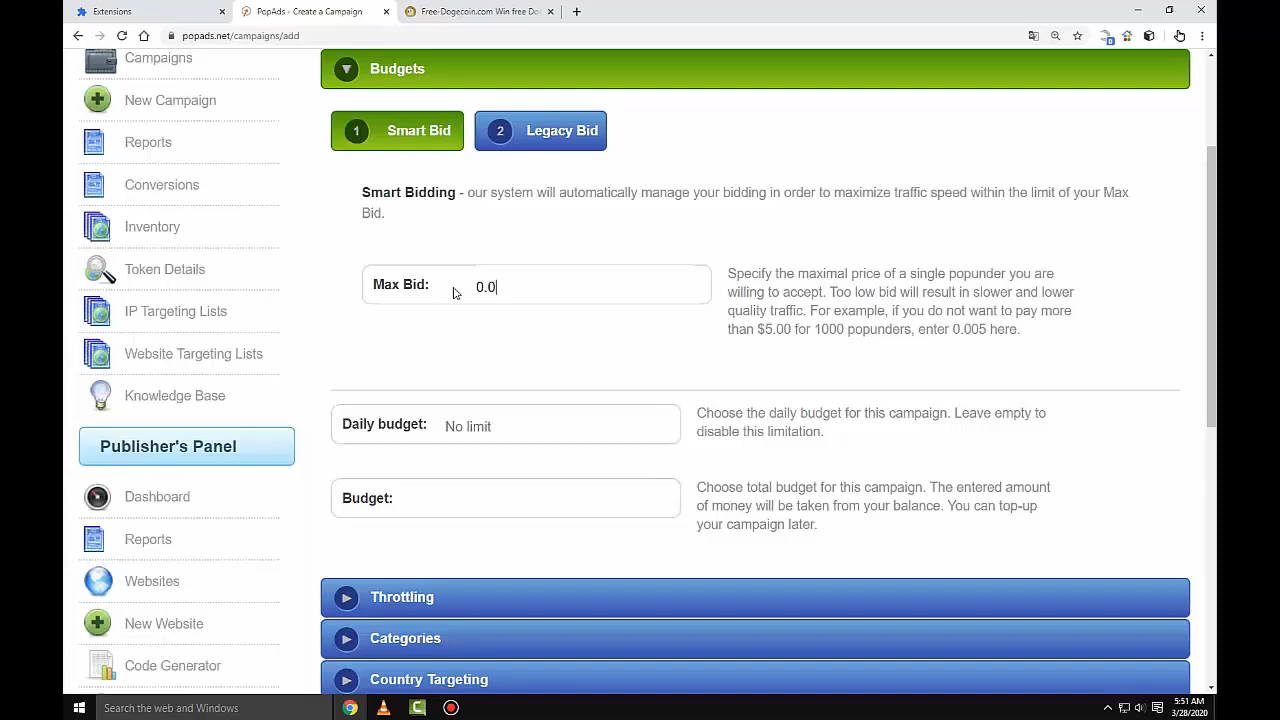 Extensions
PopAds - Create a Campaign
Free-Dogecoin.com Win free Do
popads.net/campaigns/add
0
Campaigns
New Campaign
Reports
Conversions
Inventory
Token Details
IP Targeting Lists
Website Targeting Lists
Knowledge Base
Publisher's Panel
Dashboard
Reports
Websites
New Website
Code Generator
Budgets
1 Smart Bid
2 Legacy Bid
Smart Bidding - our system will automatically manage your bidding in order to maximize traffic speed within the limit of your Max
Bid.
Max Bid: 0.0
Specify the maximal price of a single popunder you are
willing to accept. Too low bid will result in slower and lower
quality traffic. For example, if you do not want to pay more
than $5.00 for 1000 popunders, enter 0.005 here.
Daily budget: No limit
Choose the daily budget for this campaign. Leave empty to
disable this limitation.
Budget:
Choose total budget for this campaign. The entered amount
of money will be taken from your balance. You can top-up
your campaign later.
Throttling
Categories
Country Targeting
Search the web and Windows
5:51 AM
3/28/2020